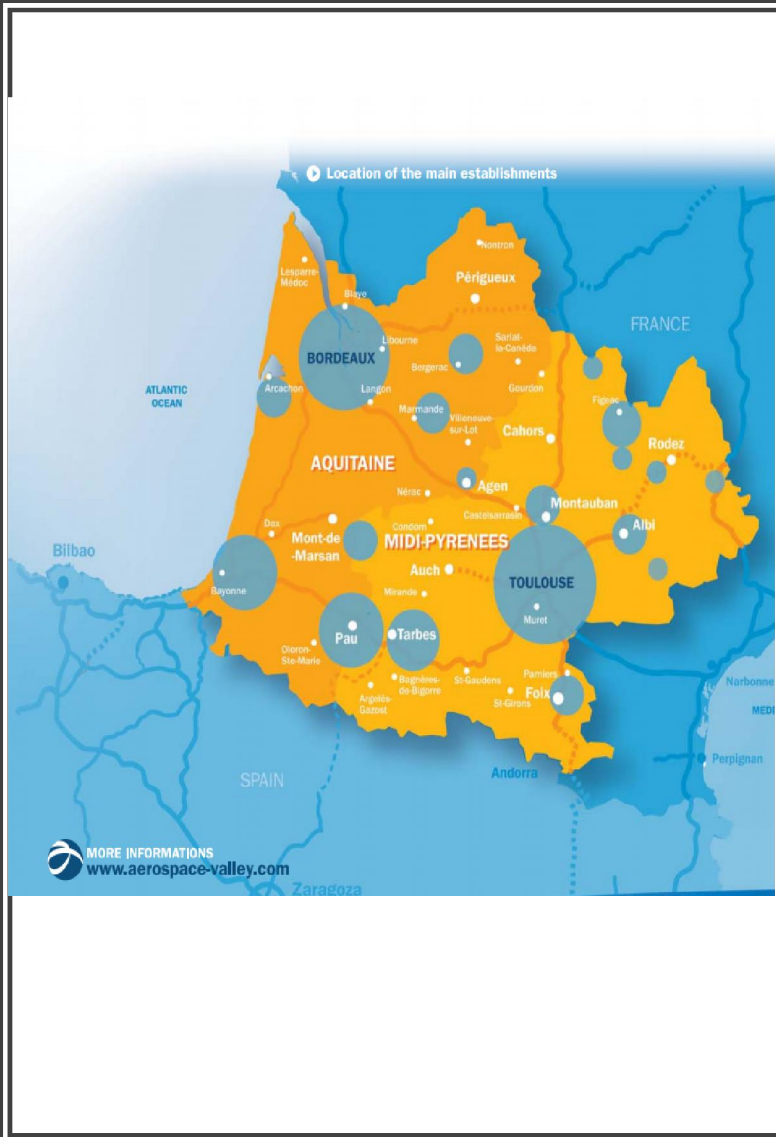 Location of the main establishments
Nontron
Périgueux
Lesparre-
Médoc
Blaye
FRANCE
Libourne
Sarlat-
la-Canéda
BORDEAUX
Bergerac
Gourdon
ATLANTIC
OCEAN
Arcachon
Langon
Figeac
Marmande
Villeneuve-
sur-Lot
Cahors
Rodez
AQUITAINE
Agen
Nérac
Montauban
Castelsarrasin
Condom
Albi
Dax
Mont-de
-Marsan
MIDI-PYRENEES
Bilbao
Auch
TOULOUSE
Bayonne
Mirande
Muret
Pau
Tarbes
Oloron-
Ste-Marie
Bagnères-
de-Bigorre
St-Gaudens
Pamiers
Argelès-
Gazost
St-Girons
Foix
Narbonne
MEDI
Perpignan
Andorra
SPAIN
MORE INFORMATIONS
www.aerospace-valley.com
Zaragoza